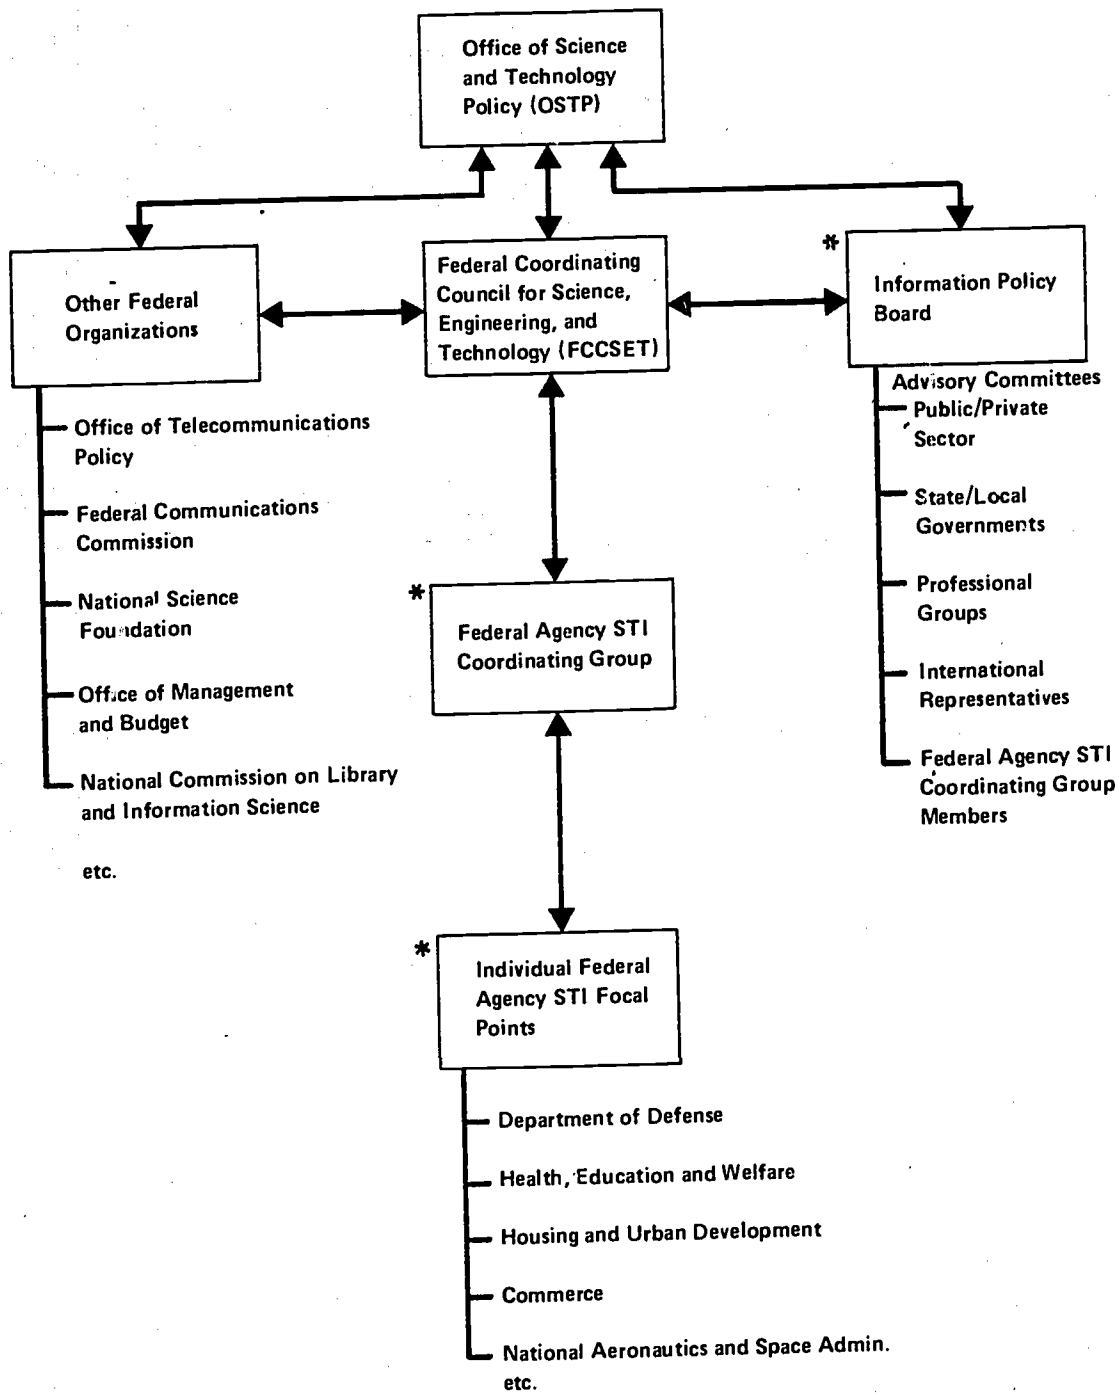 Office of Science
and Technology
Policy (OSTP)
Other Federal
Organizations
Office of Telecommunications
Policy
Federal Communications
Commission
National Science
Foundation
Office of Management
and Budget
National Commission on Library
and Information Science
etc.
Federal Coordinating
Council for Science,
Engineering, and
Technology (FCCSET)
*
Information Policy
Board
Advisory Committees
Public/Private
Sector
State/Local
Governments
Professional
Groups
International
Representatives
Federal Agency STI
Coordinating Group
Members
*
Federal Agency STI
Coordinating Group
*
Individual Federal
Agency STI Focal
Points
Department of Defense
Health, Education and Welfare
Housing and Urban Development
Commerce
National Aeronautics and Space Admin.
etc.